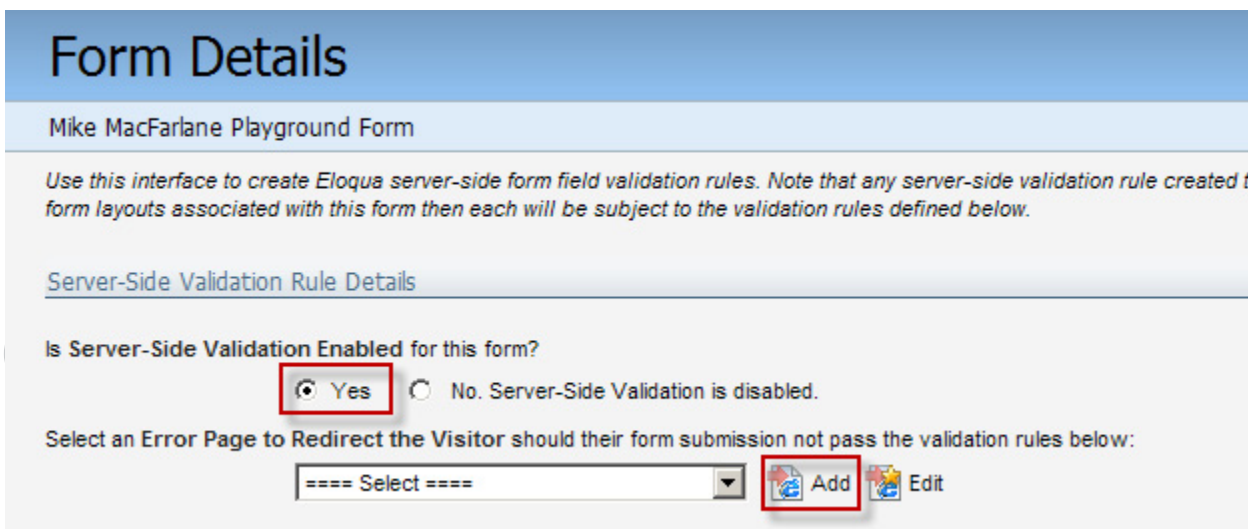 Form Details
Mike MacFarlane Playground Form
Use this interface to create Eloqua server-side form field validation rules. Note that any server-side validation rule created
form layouts associated with this form then each will be subject to the validation rules defined below.
Server-Side Validation Rule Details
Is Server-Side Validation Enabled for this form?
Yes No. Server-Side Validation is disabled.
Select an Error Page to Redirect the Visitor should their form submission not pass the validation rules below:
==== Select ==== Add Edit